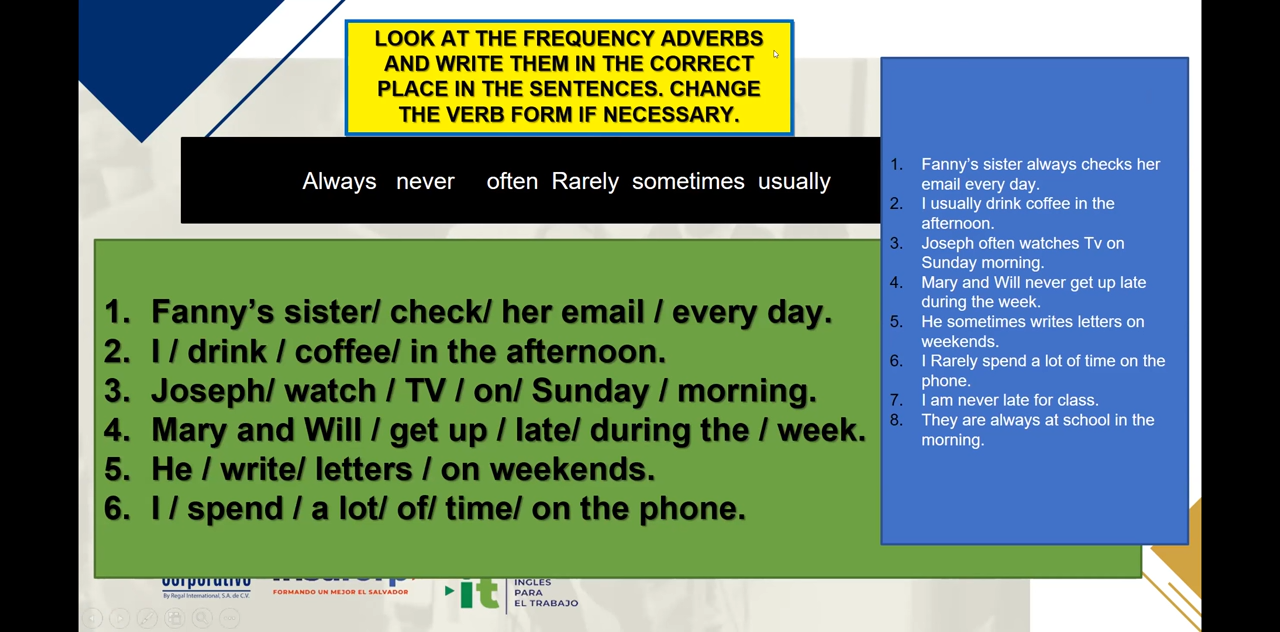 LOOK AT THE FREQUENCY ADVERBS
AND WRITE THEM IN THE CORRECT
PLACE IN THE SENTENCES. CHANGE
THE VERB FORM IF NECESSARY.
Always never often Rarely sometimes usually
1. Fanny’s sister/ check/ her email / every day.
2. I / drink / coffee/ in the afternoon.
3. Joseph/ watch / TV / on/ Sunday / morning.
4. Mary and Will / get up / late/ during the / week.
5. He / write/ letters / on weekends.
6. I / spend / a lot/ of/ time/ on the phone.
1. Fanny’s sister always checks her
email every day.
2. I usually drink coffee in the
afternoon.
3. Joseph often watches Tv on
Sunday morning.
4. Mary and Will never get up late
during the week.
5. He sometimes writes letters on
weekends.
6. I Rarely spend a lot of time on the
phone.
7. I am never late for class.
8. They are always at school in the
morning.
By Regal International, S.A. de C.V.
FORMANDO UN MEJOR EL SALVADOR
it
INGLES
PARA
EL TRABAJO